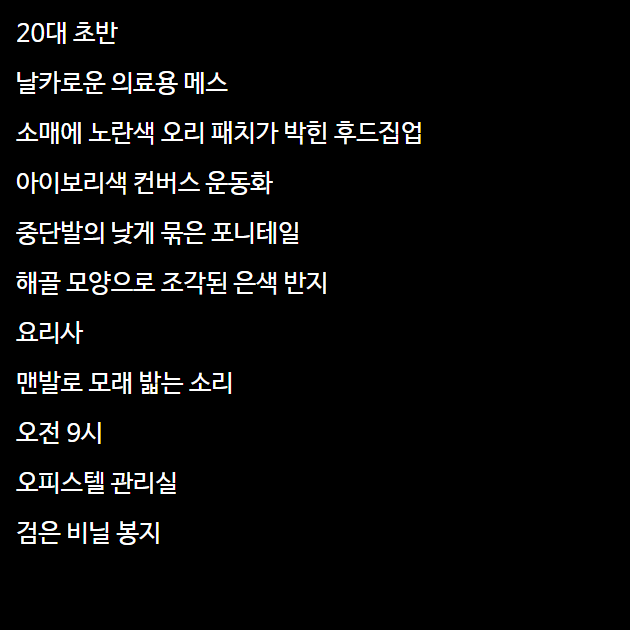 20대 초반
날카로운 의료용 메스
소매에 노란색 오리 패치가 박힌 후드집업
아이보리색 컨버스 운동화
중단발의 낮게 묶은 포니테일
해골 모양으로 조각된 은색 반지
요리사
맨발로 모래 밟는 소리
오전 9시
오피스텔 관리실
검은 비닐 봉지